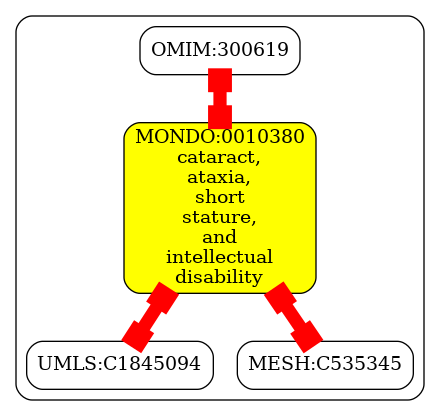 OMIM:300619
MONDO:0010380
cataract,
ataxia,
short
stature,
and
intellectual
disability
UMLS:C1845094
MESH:C535345